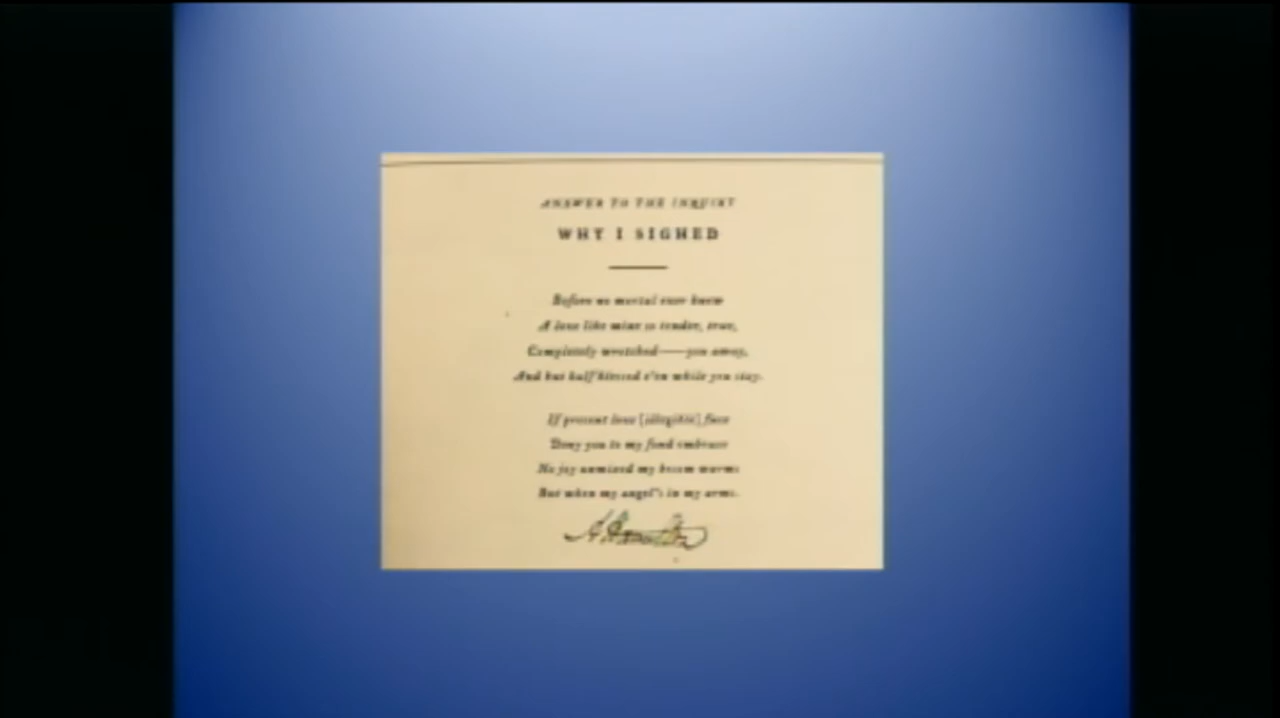 ANSWER TO THE INQUIRY
WHY I SIGHED
Before no mortal ever knew
A love like mine so tender, true,
Completely wretched——you away,
And but half blessed e'en while you stay.
If present love [illegible] face
Deny you to my fond embrace
No joy unmixed my bosom warms
But when my angel's in my arms.
A Hamilton